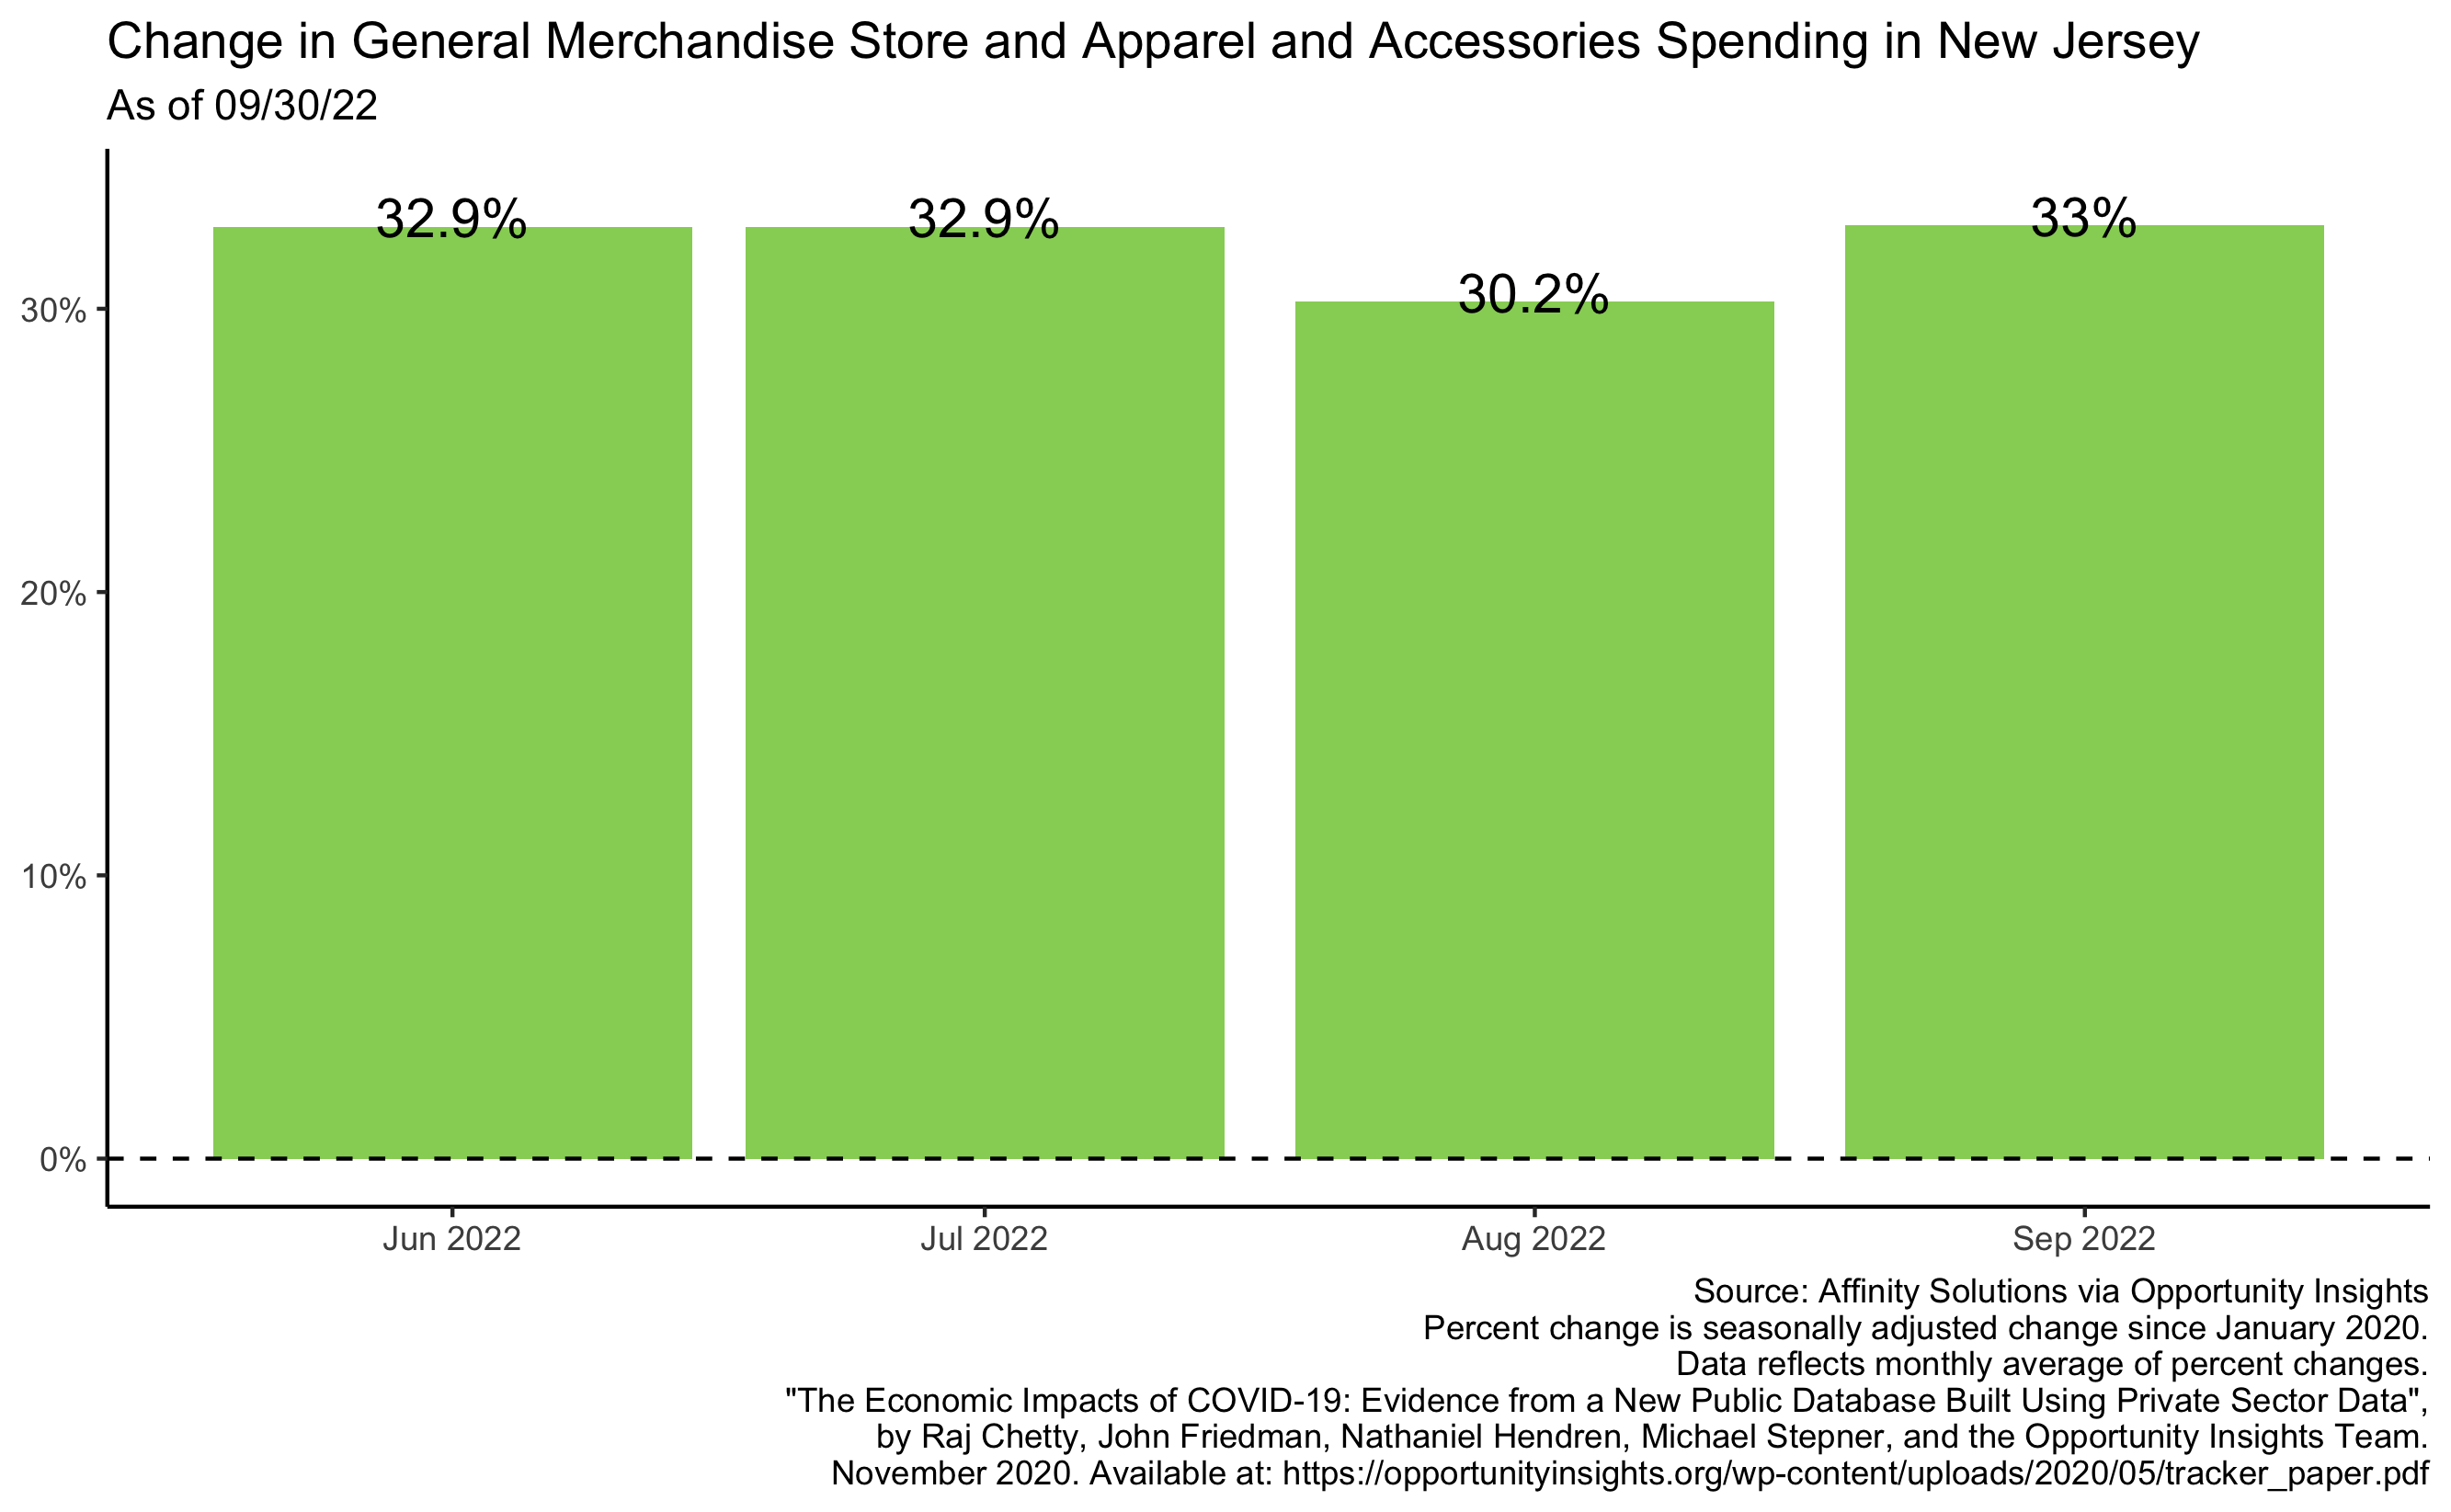 Change in General Merchandise Store and Apparel and Accessories Spending in New Jersey
As of 09/30/22
32.9%
32.9%
30.2%
33%
30%
20%
10%
0%
Jun 2022
Jul 2022
Aug 2022
Sep 2022
Source: Affinity Solutions via Opportunity Insights
Percent change is seasonally adjusted change since January 2020.
Data reflects monthly average of percent changes.
"The Economic Impacts of COVID-19: Evidence from a New Public Database Built Using Private Sector Data",
by Raj Chetty, John Friedman, Nathaniel Hendren, Michael Stepner, and the Opportunity Insights Team.
November 2020. Available at: https://opportunityinsights.org/wp-content/uploads/2020/05/tracker_paper.pdf